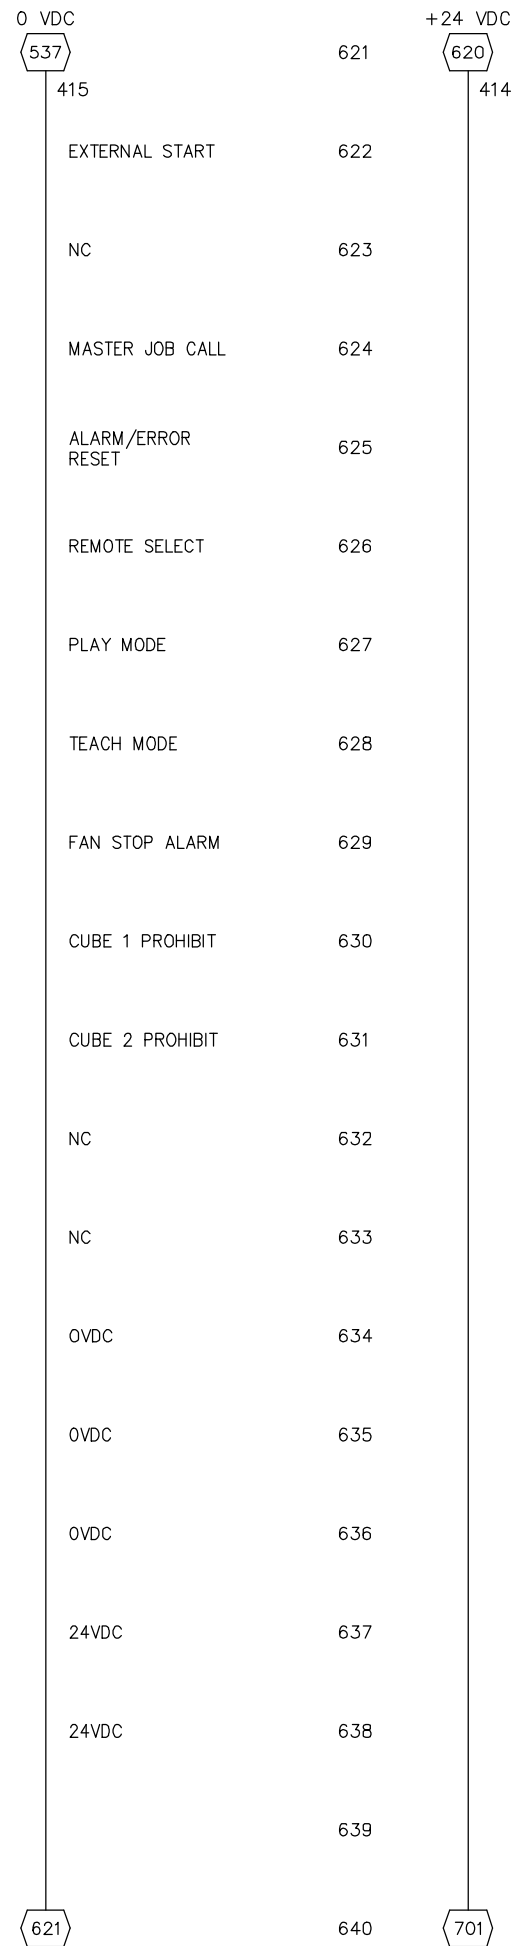 0 VDC +24 VDC
537 621 620
415 414
EXTERNAL START 622
NC 623
MASTER JOB CALL 624
ALARM/ERROR
RESET 625
REMOTE SELECT 626
PLAY MODE 627
TEACH MODE 628
FAN STOP ALARM 629
CUBE 1 PROHIBIT 630
CUBE 2 PROHIBIT 631
NC 632
NC 633
0VDC 634
0VDC 635
0VDC 636
24VDC 637
24VDC 638
639
621 640 701